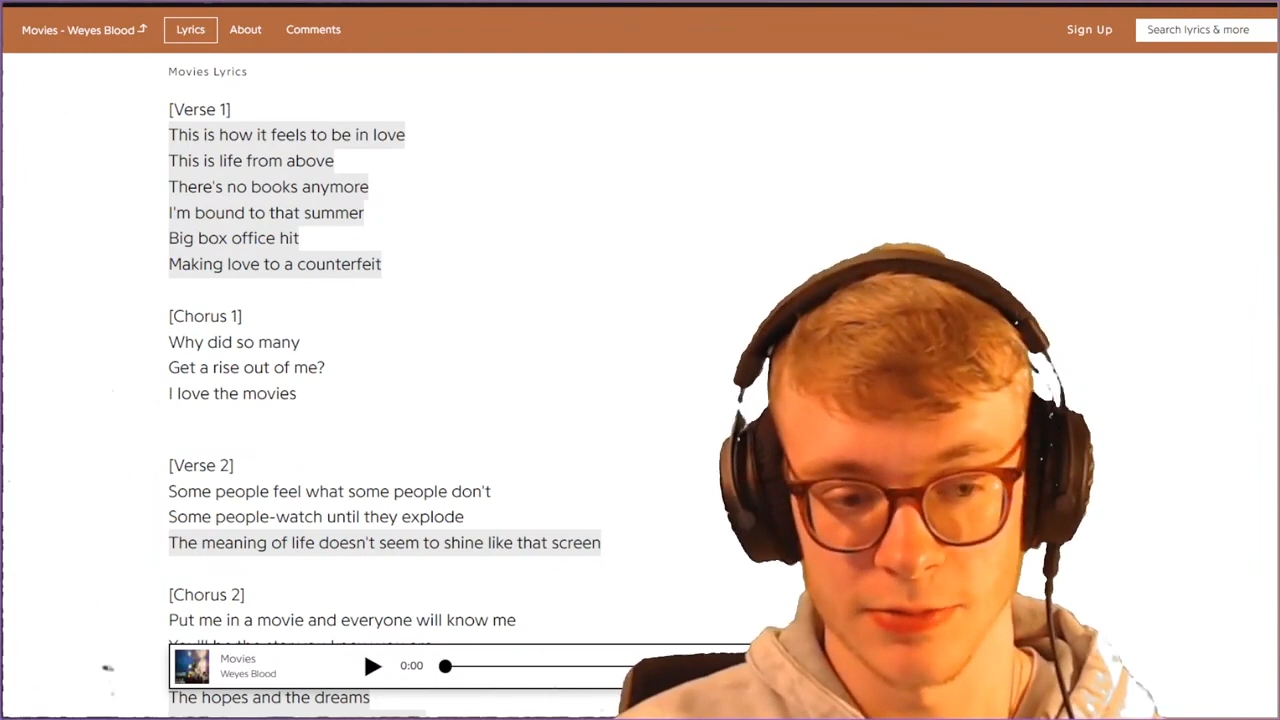 Movies - Weyes Blood Lyrics About Comments Sign Up Search lyrics & more
Movies Lyrics
[Verse 1]
This is how it feels to be in love
This is life from above
There's no books anymore
I'm bound to that summer
Big box office hit
Making love to a counterfeit
[Chorus 1]
Why did so many
Get a rise out of me?
I love the movies
[Verse 2]
Some people feel what some people don't
Some people-watch until they explode
The meaning of life doesn't seem to shine like that screen
[Chorus 2]
Put me in a movie and everyone will know me
Movies
Weyes Blood
0:00
The hopes and the dreams